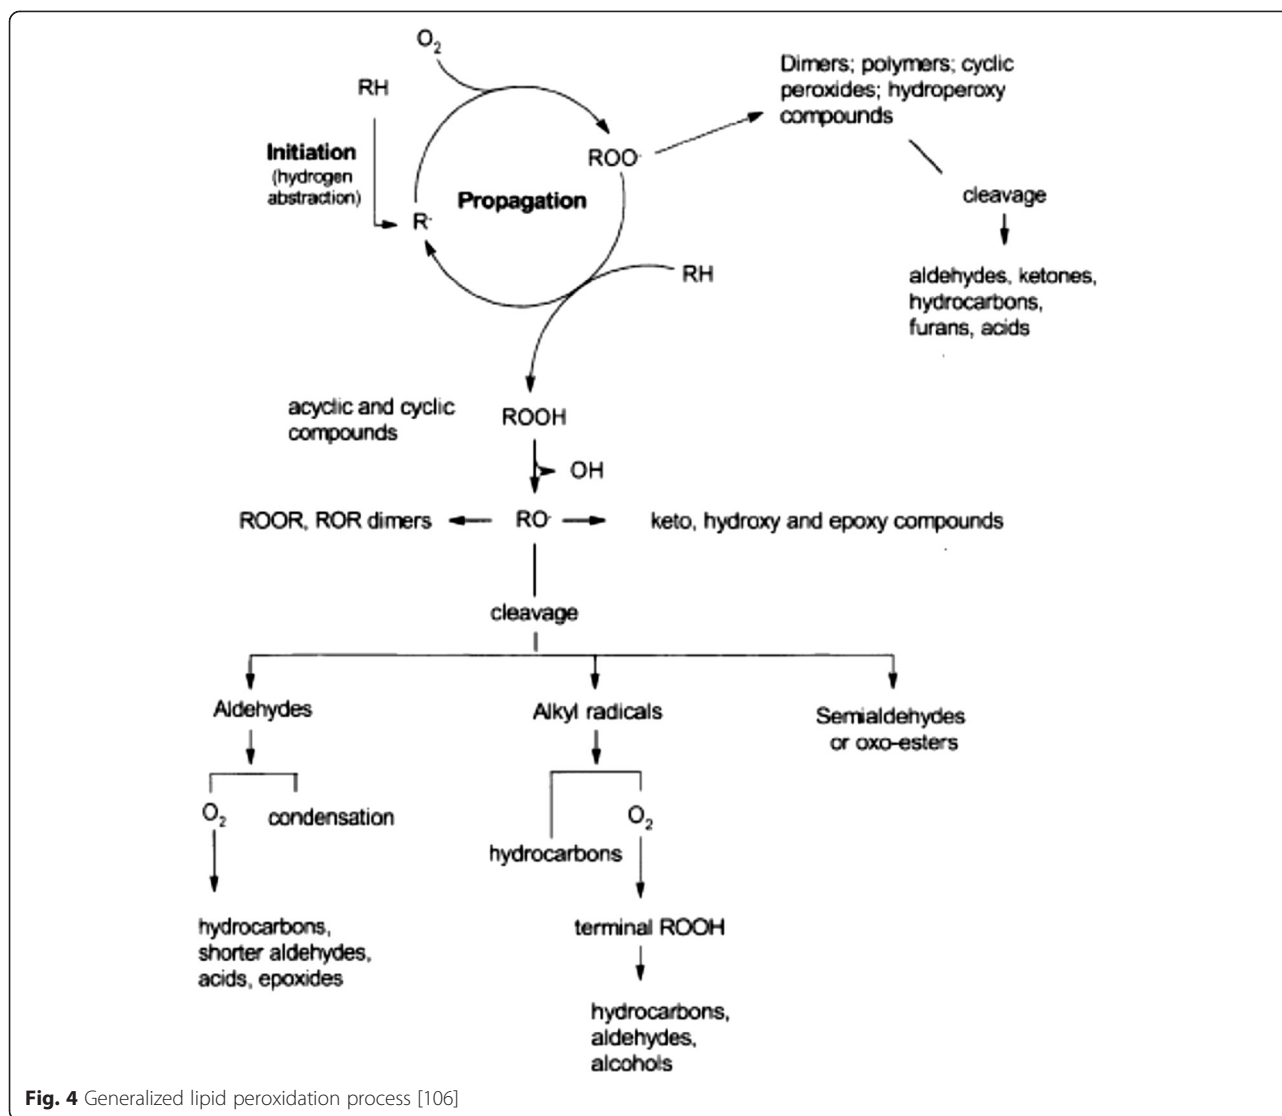 O2
RH
Dimers; polymers; cyclic
peroxides; hydroperoxy
compounds
Initiation
(hydrogen
abstraction)
ROO·
Propagation
cleavage
R·
RH
aldehydes, ketones,
hydrocarbons,
furans, acids
acyclic and cyclic
compounds
ROOH
OH
ROOR, ROR dimers
RO·
keto, hydroxy and epoxy compounds
cleavage
Aldehydes
Alkyl radicals
Semialdehydes
or oxo-esters
O2
condensation
O2
hydrocarbons
hydrocarbons,
shorter aldehydes,
acids, epoxides
terminal ROOH
hydrocarbons,
aldehydes,
alcohols
Fig. 4 Generalized lipid peroxidation process [106]